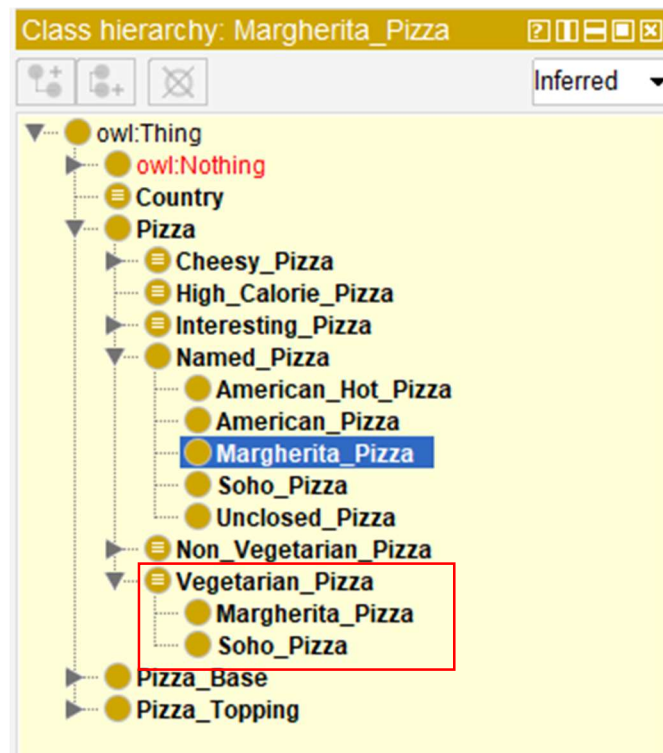 Class hierarchy: Margherita_Pizza
Inferred
owl:Thing
owl:Nothing
Country
Pizza
Cheesy_Pizza
High_Calorie_Pizza
Interesting_Pizza
Named_Pizza
American_Hot_Pizza
American_Pizza
Margherita_Pizza
Soho_Pizza
Unclosed_Pizza
Non_Vegetarian_Pizza
Vegetarian_Pizza
Margherita_Pizza
Soho_Pizza
Pizza_Base
Pizza_Topping